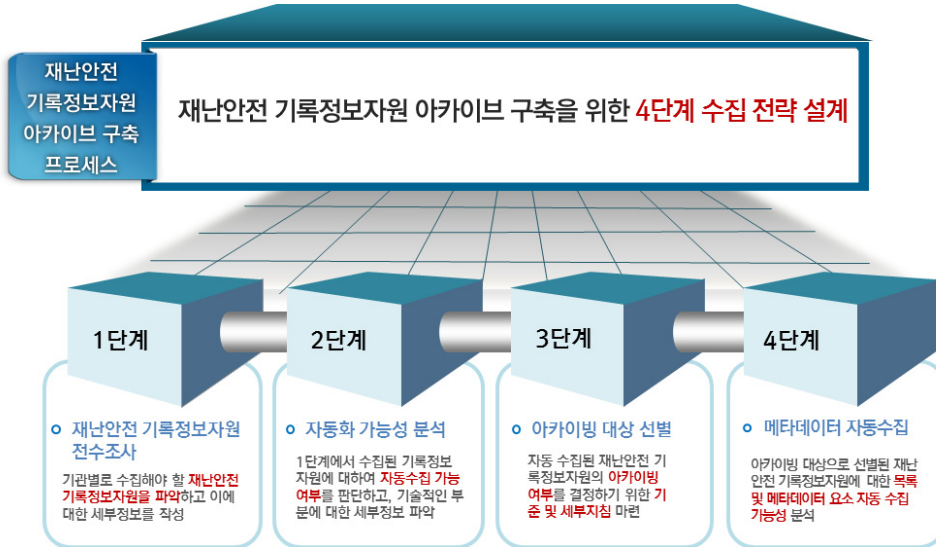 재난안전
기록정보자원
아카이브 구축
프로세스
재난안전 기록정보자원 아카이브 구축을 위한 4단계 수집 전략 설계
1단계
재난안전 기록정보자원
전수조사
기관별로 수집해야 할 재난안전
기록정보자원을 파악하고 이에
대한 세부정보를 작성
2단계
자동화 가능성 분석
1단계에서 수집된 기록정보
자원에 대하여 자동수집 가능
여부를 판단하고, 기술적인 부
분에 대한 세부정보 파악
3단계
아카이빙 대상 선별
자동 수집된 재난안전 기
록정보자원의 아카이빙
여부를 결정하기 위한 기
준 및 세부지침 마련
4단계
메타데이터 자동수집
아카이빙 대상으로 선별된 재난
안전 기록정보자원에 대한 목록
및 메타데이터 요소 자동 수집
가능성 분석